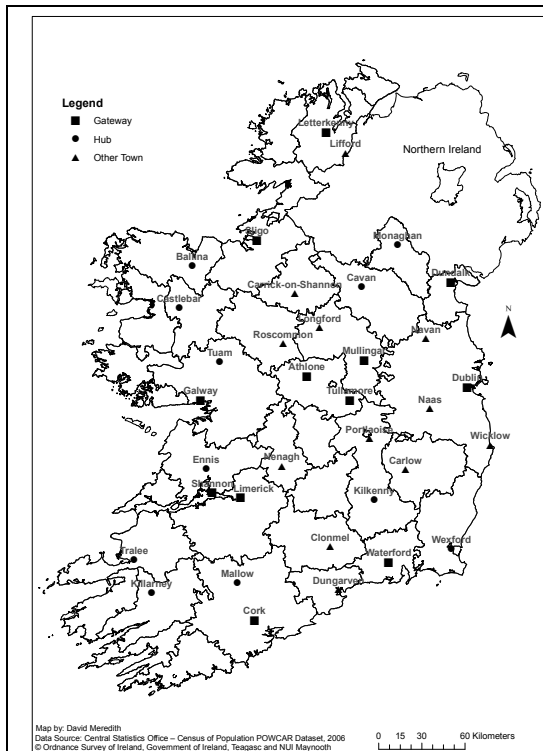 Legend
Gateway
Hub
Other Town
Letterkenny
Lifford
Northern Ireland
Sligo
Monaghan
Ballina
Dundalk
Carrick-on-Shannon
Cavan
Castlebar
Longford
Navan
Roscommon
Tuam
Mullingar
Athlone
Dublin
Galway
Tullamore
Naas
Portlaoise
Wicklow
Ennis
Nenagh
Carlow
Shannon
Limerick
Kilkenny
Clonmel
Wexford
Tralee
Waterford
Killarney
Mallow
Dungarven
Cork
N
Map by: David Meredith
Data Source: Central Statistics Office – Census of Population POWCAR Dataset, 2006
© Ordnance Survey of Ireland, Government of Ireland, Teagasc and NUI Maynooth
0 15 30 60 Kilometers